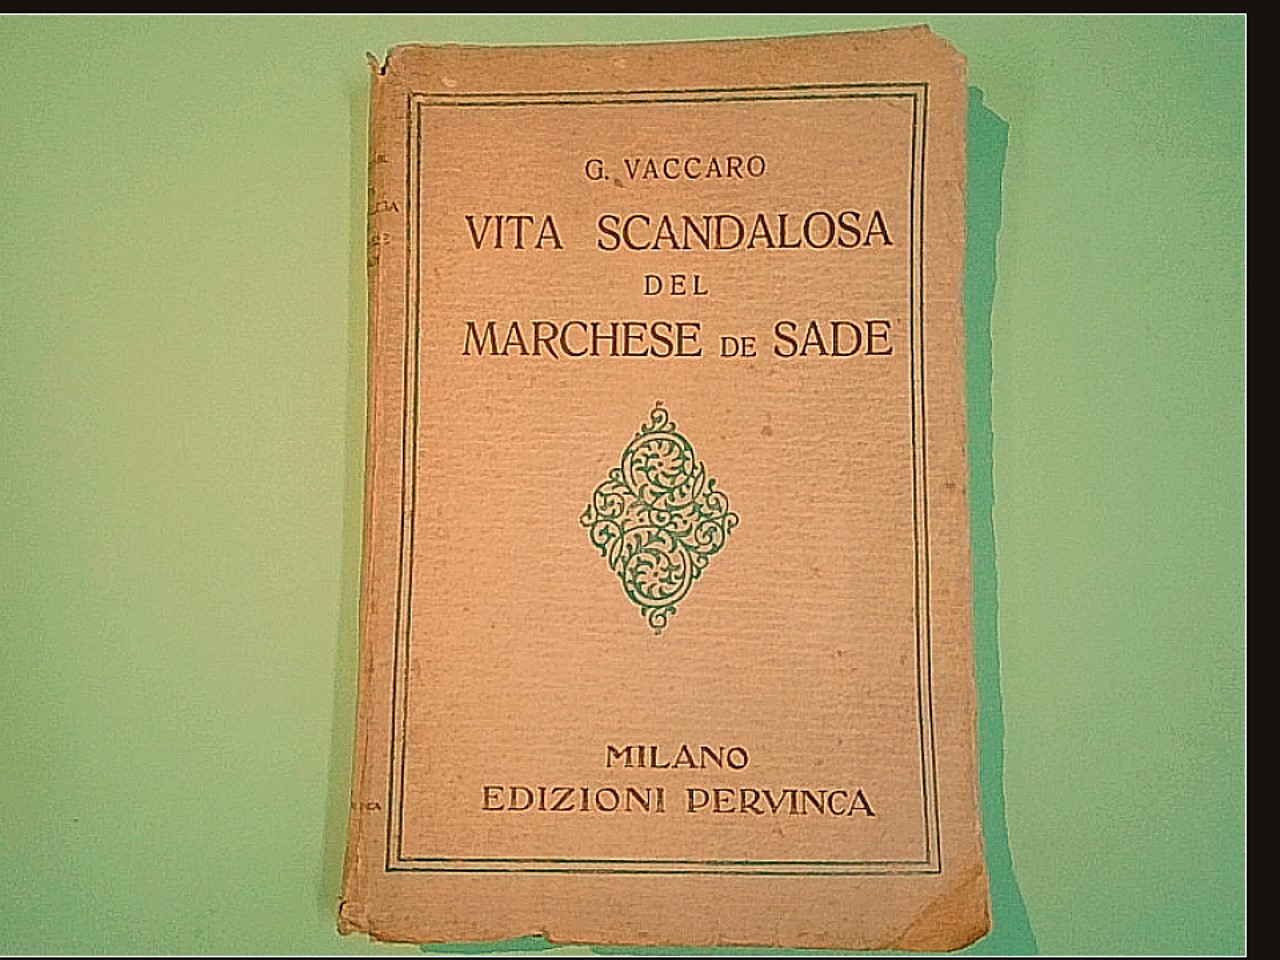 G. VACCARO
VITA SCANDALOSA
DEL
MARCHESE DE SADE
MILANO
EDIZIONI PERVINCA